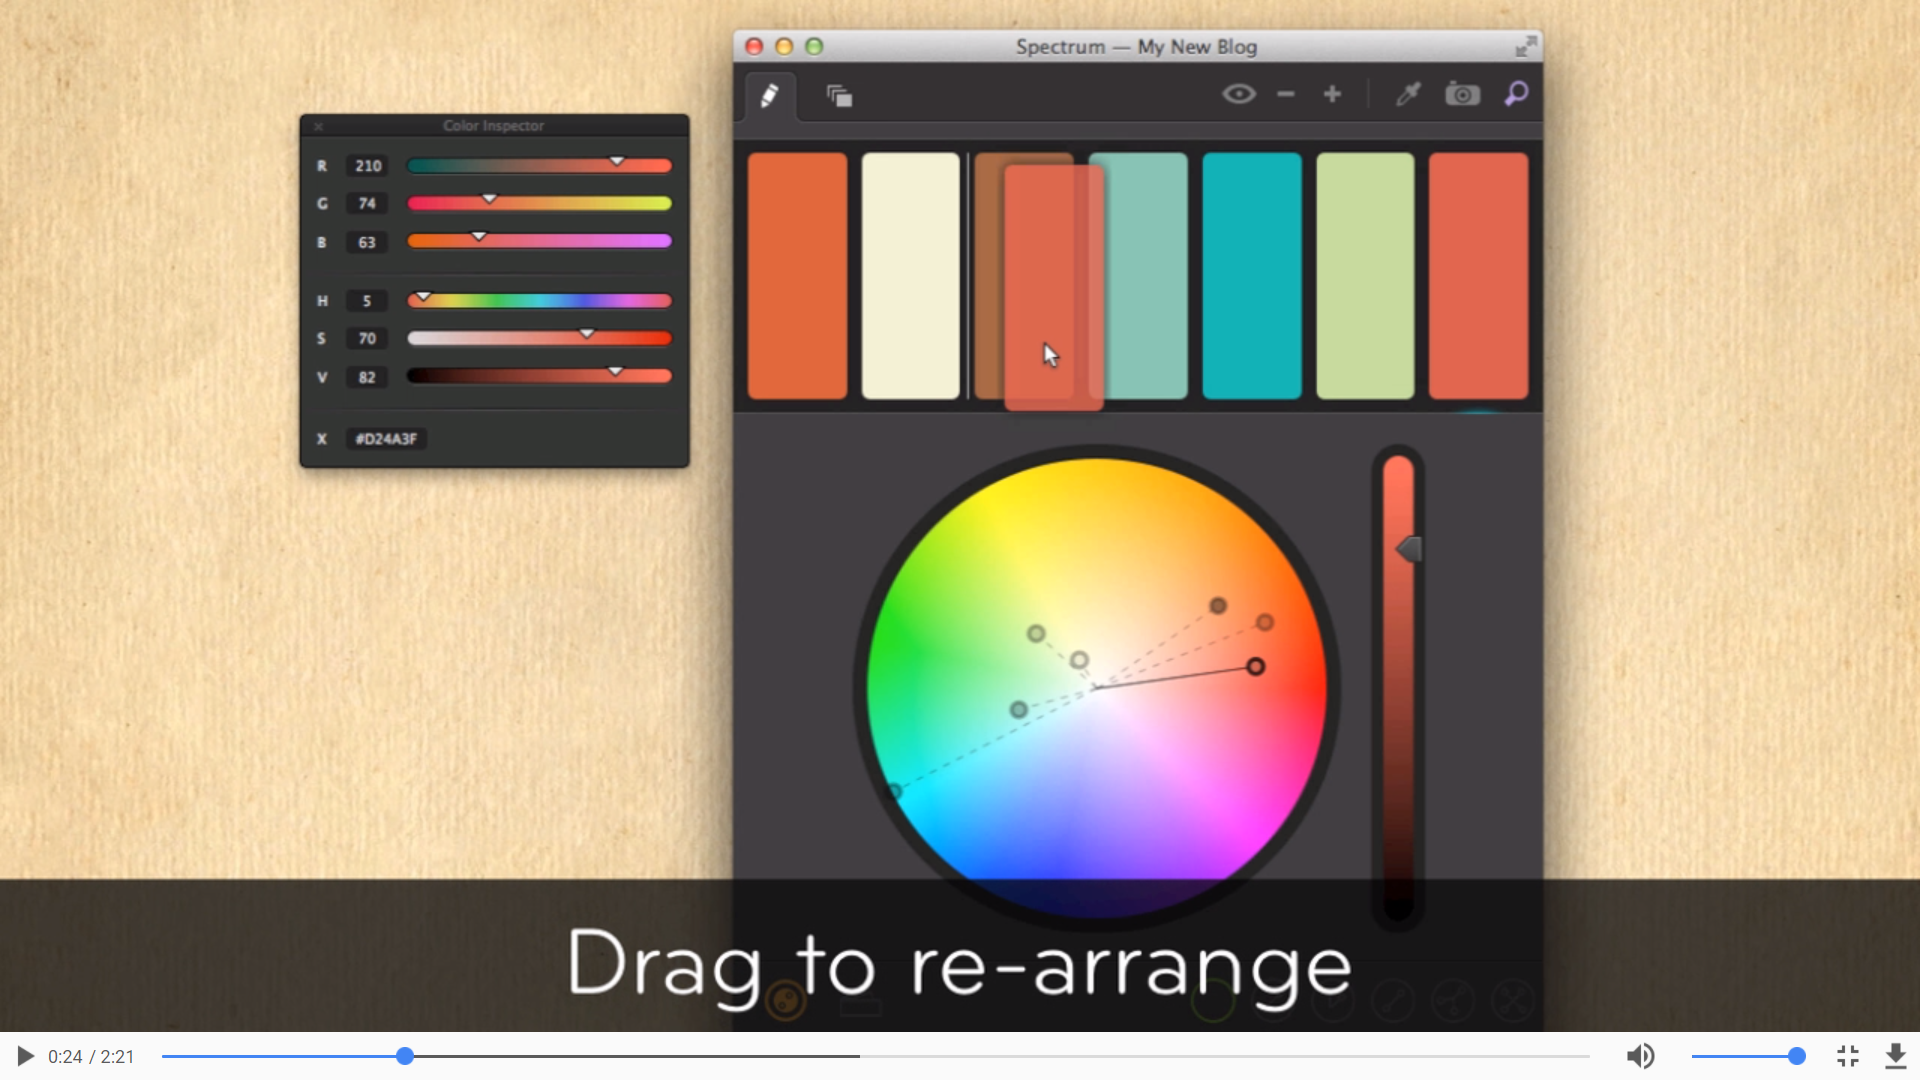 Spectrum — My New Blog
Color Inspector
R 210
G 74
B 63
H 5
S 70
V 82
X #D24A3F
Drag to re-arrange
0:24 / 2:21